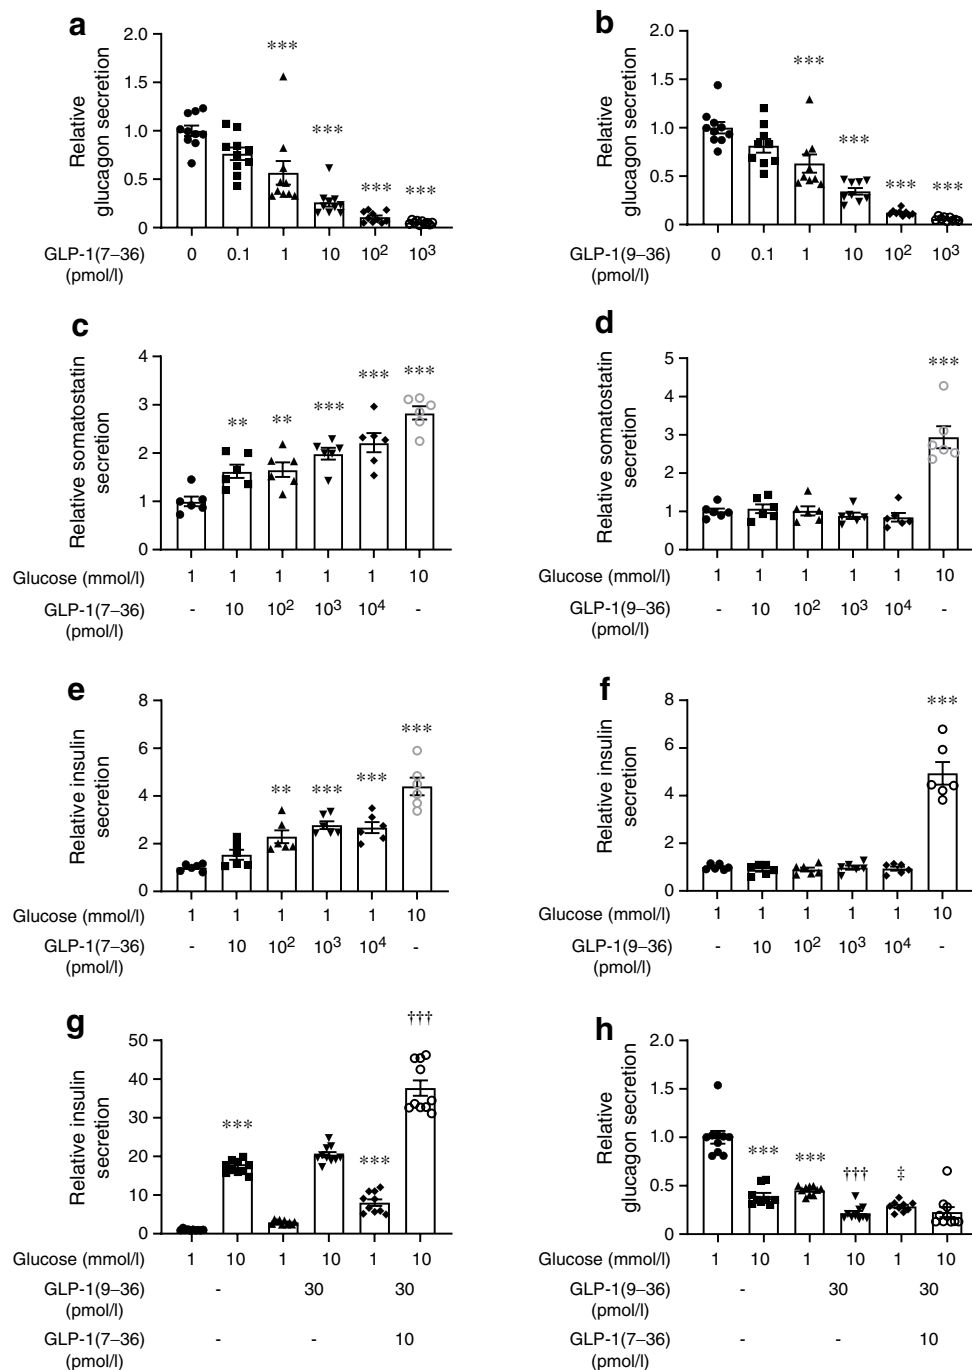 a
2.0
1.5
1.0
0.5
0
Relative
glucagon secretion
***
***
***
***
GLP-1(7–36)
(pmol/l)
0 0.1 1 10 10² 10³
b
2.0
1.5
1.0
0.5
0
Relative
glucagon secretion
***
***
***
***
GLP-1(9–36)
(pmol/l)
0 0.1 1 10 10² 10³
c
4
3
2
1
0
Relative somatostatin
secretion
** ** *** *** ***
Glucose (mmol/l) 1 1 1 1 1 10
GLP-1(7–36) - 10 10² 10³ 10⁴ -
(pmol/l)
d
5
4
3
2
1
0
Relative somatostatin
secretion
***
Glucose (mmol/l) 1 1 1 1 1 10
GLP-1(9–36) - 10 10² 10³ 10⁴ -
(pmol/l)
e
8
6
4
2
0
Relative insulin
secretion
** *** *** ***
Glucose (mmol/l) 1 1 1 1 1 10
GLP-1(7–36) - 10 10² 10³ 10⁴ -
(pmol/l)
f
8
6
4
2
0
Relative insulin
secretion
***
Glucose (mmol/l) 1 1 1 1 1 10
GLP-1(9–36) - 10 10² 10³ 10⁴ -
(pmol/l)
g
50
40
30
20
10
0
Relative insulin
secretion
*** *** †††
Glucose (mmol/l) 1 10 1 10 1 10
GLP-1(9–36) - 30 30
(pmol/l)
GLP-1(7–36) - - 10
(pmol/l)
h
2.0
1.5
1.0
0.5
0
Relative
glucagon secretion
*** *** ††† ‡
Glucose (mmol/l) 1 10 1 10 1 10
GLP-1(9–36) - 30 30
(pmol/l)
GLP-1(7–36) - - 10
(pmol/l)